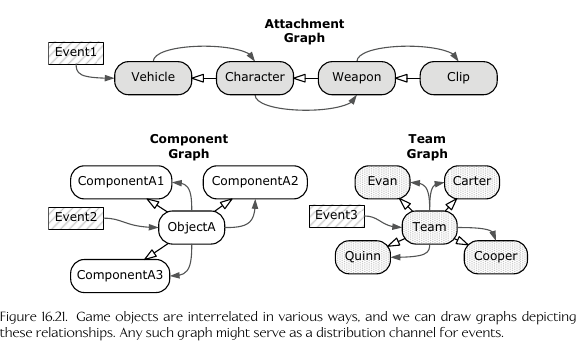 Attachment
Graph
Event1
Vehicle
Character
Weapon
Clip
Component
Graph
ComponentA1
ComponentA2
Event2
ObjectA
ComponentA3
Team
Graph
Evan
Carter
Event3
Team
Quinn
Cooper
Figure 16.21. Game objects are interrelated in various ways, and we can draw graphs depicting
these relationships. Any such graph might serve as a distribution channel for events.